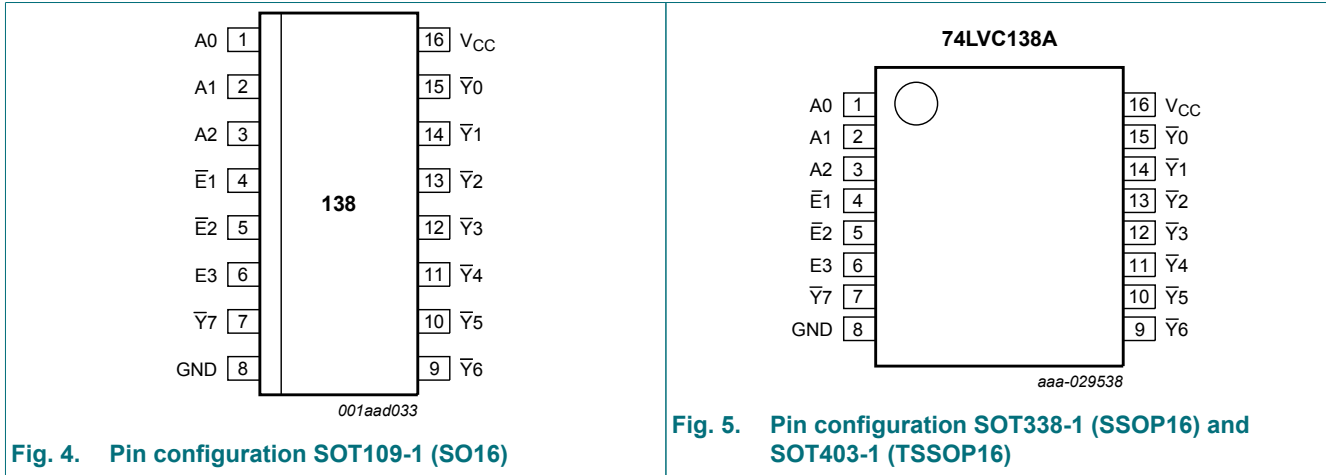 A0 1 16 VCC
A1 2 15 Y̅0
A2 3 14 Y̅1
E̅1 4 13 Y̅2
138
E̅2 5 12 Y̅3
E3 6 11 Y̅4
Y̅7 7 10 Y̅5
GND 8 9 Y̅6
001aad033
Fig. 4. Pin configuration SOT109-1 (SO16)
74LVC138A
A0 1 16 VCC
A1 2 15 Y̅0
A2 3 14 Y̅1
E̅1 4 13 Y̅2
E̅2 5 12 Y̅3
E3 6 11 Y̅4
Y̅7 7 10 Y̅5
GND 8 9 Y̅6
aaa-029538
Fig. 5. Pin configuration SOT338-1 (SSOP16) and
SOT403-1 (TSSOP16)